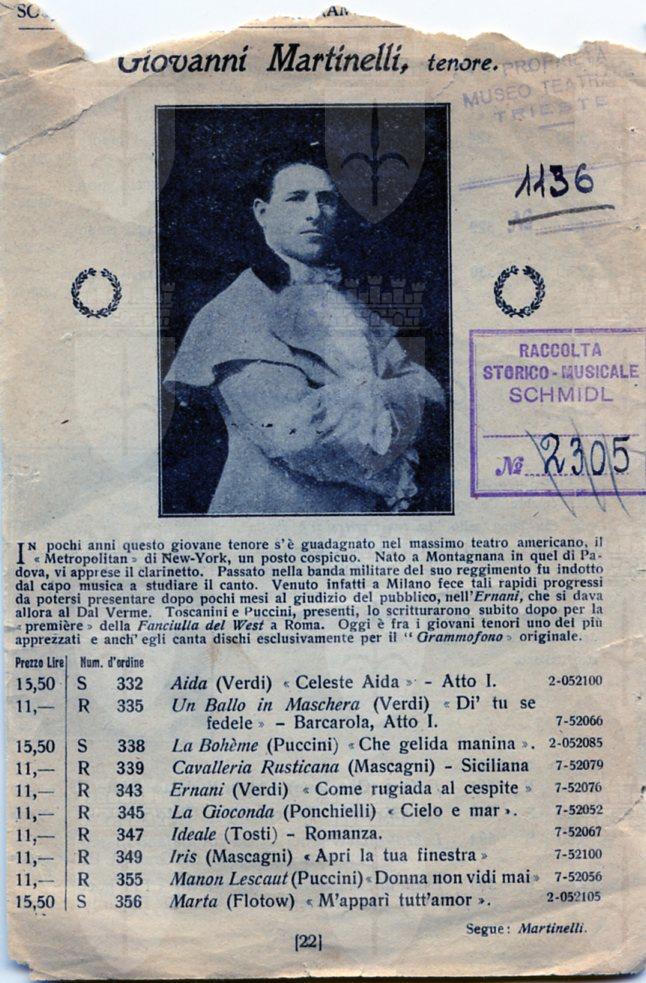 Giovanni Martinelli, tenore.
PROPRIETÀ
MUSEO TEATRALE
TRIESTE
1136
№
RACCOLTA
STORICO-MUSICALE
SCHMIDL
№ 2305
IN pochi anni questo giovane tenore s'è guadagnato nel massimo teatro americano, il
« Metropolitan » di New-York, un posto cospicuo. Nato a Montagnana in quel di Pa-
dova, vi apprese il clarinetto. Passato nella banda militare del suo reggimento fu indotto
dal capo musica a studiare il canto. Venuto infatti a Milano fece tali rapidi progressi
da potersi presentare dopo pochi mesi al giudizio del pubblico, nell'Ernani, che si dava
allora al Dal Verme. Toscanini e Puccini, presenti, lo scritturarono subito dopo per la
« première » della Fanciulla del West a Roma. Oggi è fra i giovani tenori uno dei più
apprezzati e anch' egli canta dischi esclusivamente per il “ Grammofono » originale.
Prezzo Lire Num. d'ordine
15,50 S 332 Aida (Verdi) « Celeste Aida » - Atto I. 2-052100
11,— R 335 Un Ballo in Maschera (Verdi) « Di' tu se
fedele » - Barcarola, Atto I. 7-52066
15,50 S 338 La Bohème (Puccini) « Che gelida manina ». 2-052085
11,— R 339 Cavalleria Rusticana (Mascagni) - Siciliana 7-52079
11,— R 343 Ernani (Verdi) « Come rugiada al cespite » 7-52076
11,— R 345 La Gioconda (Ponchielli) « Cielo e mar ». 7-52052
11,— R 347 Ideale (Tosti) - Romanza. 7-52067
11,— R 349 Iris (Mascagni) « Apri la tua finestra » 7-52100
11,— R 355 Manon Lescaut (Puccini) « Donna non vidi mai » 7-52056
15,50 S 356 Marta (Flotow) « M'apparì tutt'amor ». 2-052105
Segue: Martinelli.
[22]